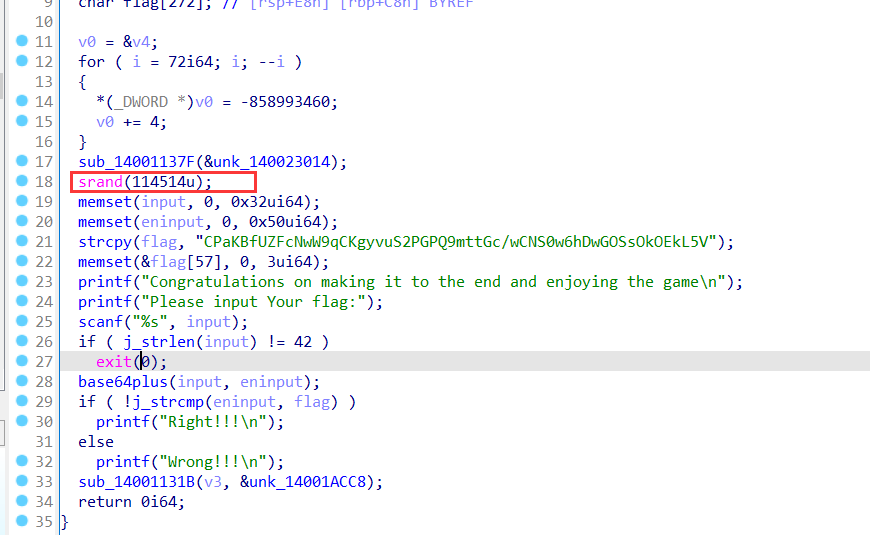 9 char flag[272]; // [rsp+E8h] [rbp+C8h] BYREF
10
11 v0 = &v4;
12 for ( i = 72i64; i; --i )
13 {
14 *(_DWORD *)v0 = -858993460;
15 v0 += 4;
16 }
17 sub_14001137F(&unk_140023014);
18 srand(114514u);
19 memset(input, 0, 0x32ui64);
20 memset(eninput, 0, 0x50ui64);
21 strcpy(flag, "CPaKBfUZFcNwW9qCKgyvuS2PGPQ9mttGc/wCNS0w6hDwGOSsOkOEkL5V");
22 memset(&flag[57], 0, 3ui64);
23 printf("Congratulations on making it to the end and enjoying the game\n");
24 printf("Please input Your flag:");
25 scanf("%s", input);
26 if ( j_strlen(input) != 42 )
27 exit(0);
28 base64plus(input, eninput);
29 if ( !j_strcmp(eninput, flag) )
30 printf("Right!!!\n");
31 else
32 printf("Wrong!!!\n");
33 sub_14001131B(v3, &unk_14001ACC8);
34 return 0i64;
35 }